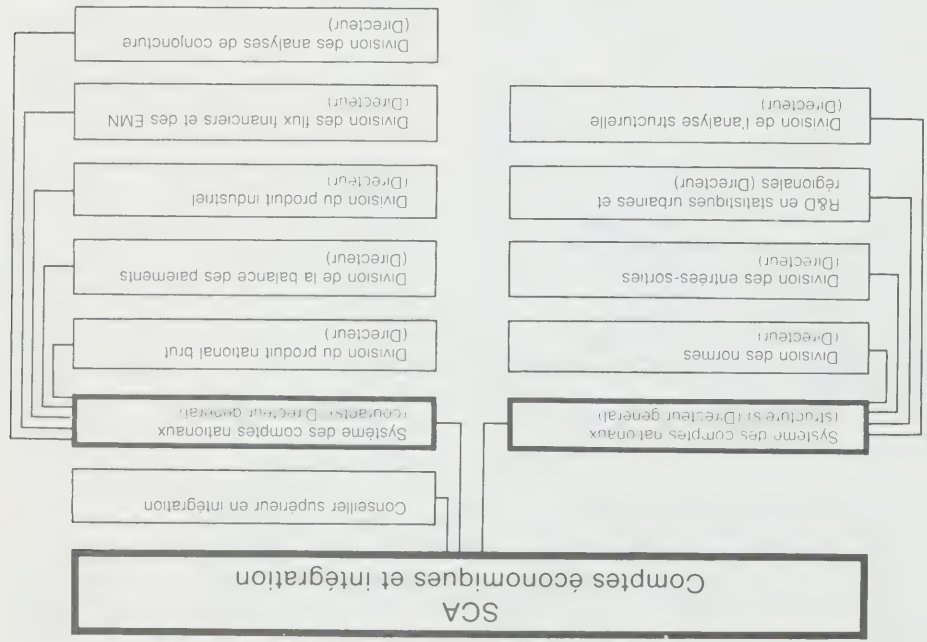 SCA
Comptes économiques et intégration
Conseiller supérieur en intégration
Système des comptes nationaux
(structures) (Directeur général)
Division des normes
(Directeur)
Division des entrées-sorties
(Directeur)
R&D en statistiques urbaines et
régionales (Directeur)
Division de l'analyse structurelle
(Directeur)
Système des comptes nationaux
(courants) (Directeur général)
Division du produit national brut
(Directeur)
Division de la balance des paiements
(Directeur)
Division du produit industriel
(Directeur)
Division des flux financiers et des EMN
(Directeur)
Division des analyses de conjoncture
(Directeur)